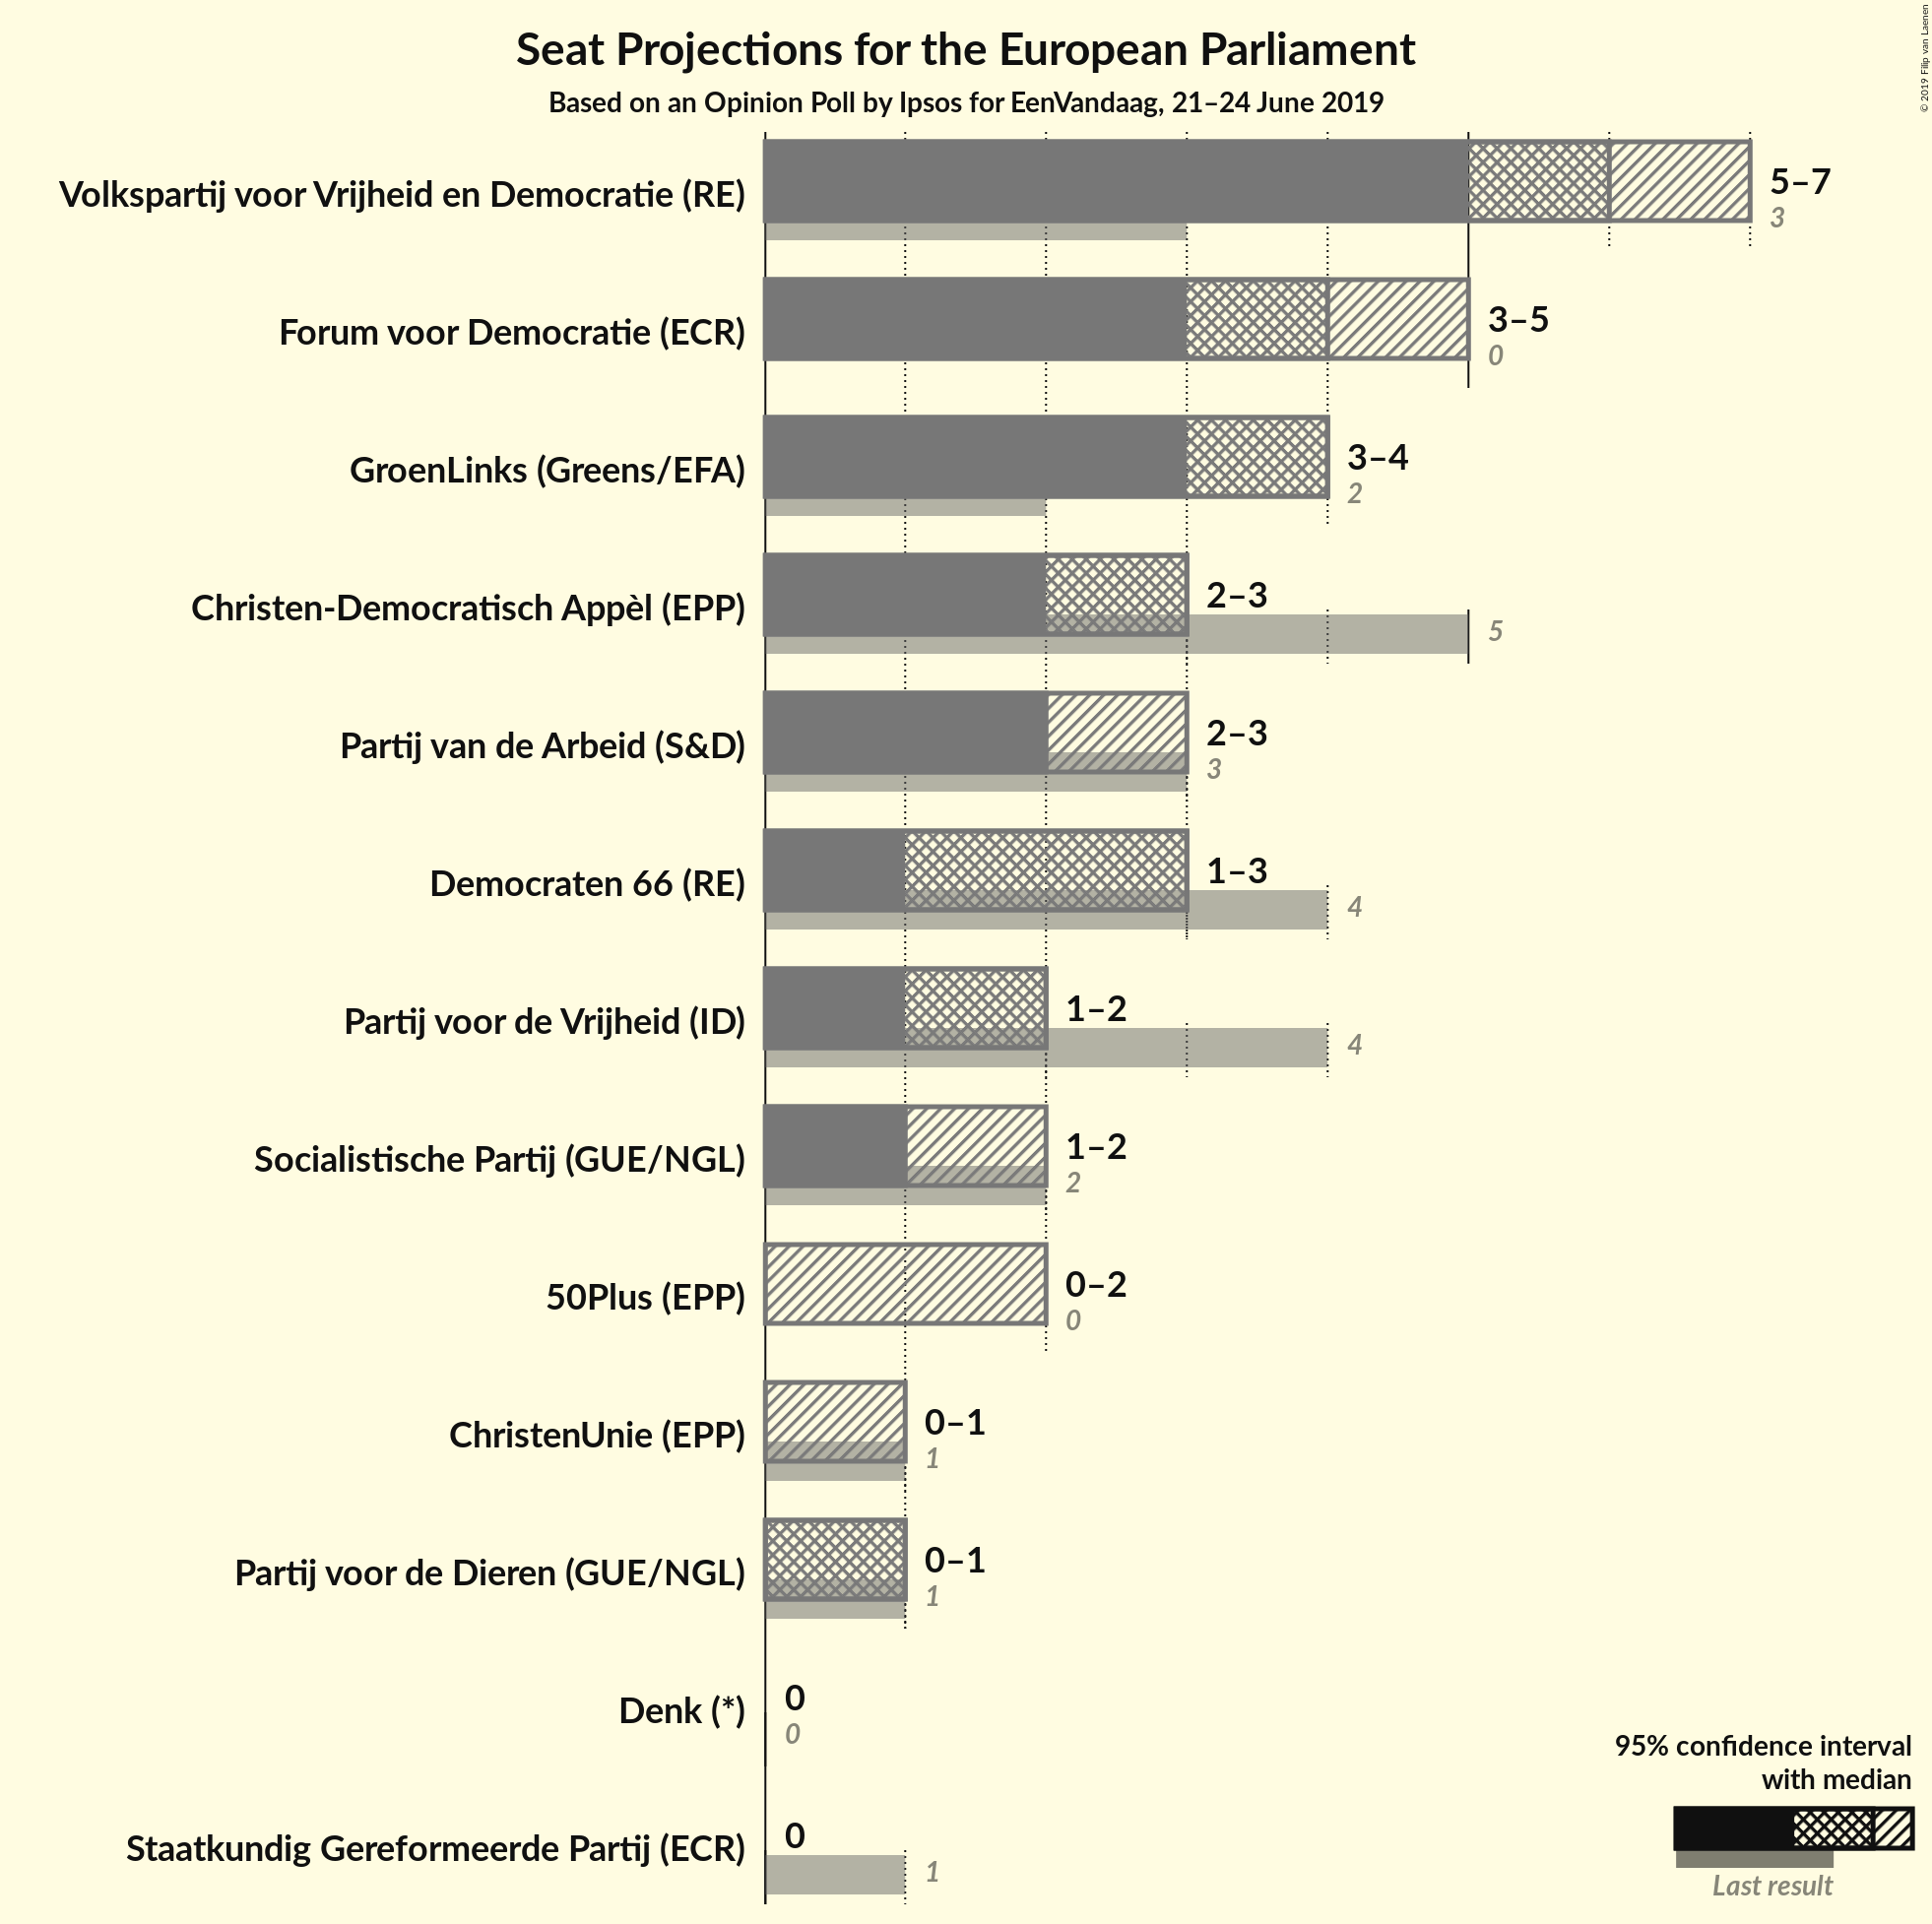 Seat Projections for the European Parliament
Based on an Opinion Poll by Ipsos for EenVandaag, 21–24 June 2019
© 2019 Filip van Laenen
Volkspartij voor Vrijheid en Democratie (RE)
5–7
3
Forum voor Democratie (ECR)
3–5
0
GroenLinks (Greens/EFA)
3–4
2
Christen-Democratisch Appèl (EPP)
2–3
5
Partij van de Arbeid (S&D)
2–3
3
Democraten 66 (RE)
1–3
4
Partij voor de Vrijheid (ID)
1–2
4
Socialistische Partij (GUE/NGL)
1–2
2
50Plus (EPP)
0–2
0
ChristenUnie (EPP)
0–1
1
Partij voor de Dieren (GUE/NGL)
0–1
1
Denk (*)
0
0
Staatkundig Gereformeerde Partij (ECR)
0
1
95% confidence interval
with median
Last result